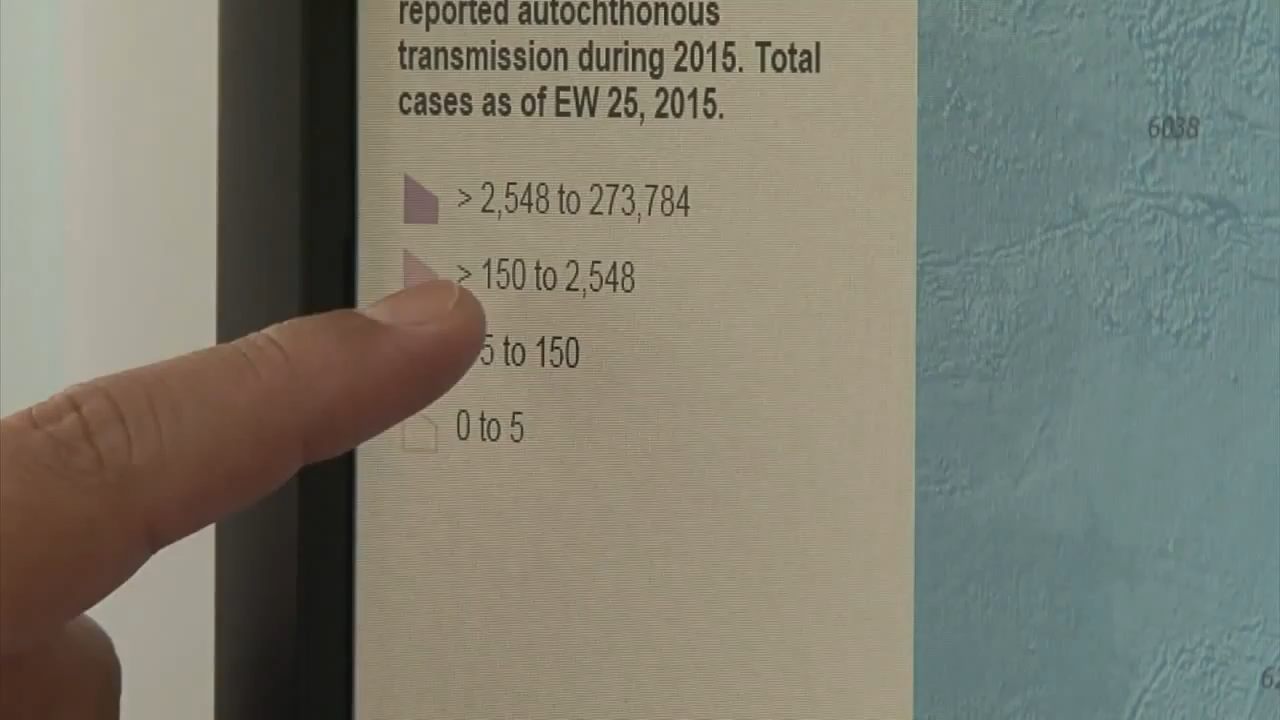 reported autochthonous
transmission during 2015. Total
cases as of EW 25, 2015.
> 2,548 to 273,784
> 150 to 2,548
5 to 150
0 to 5
6038